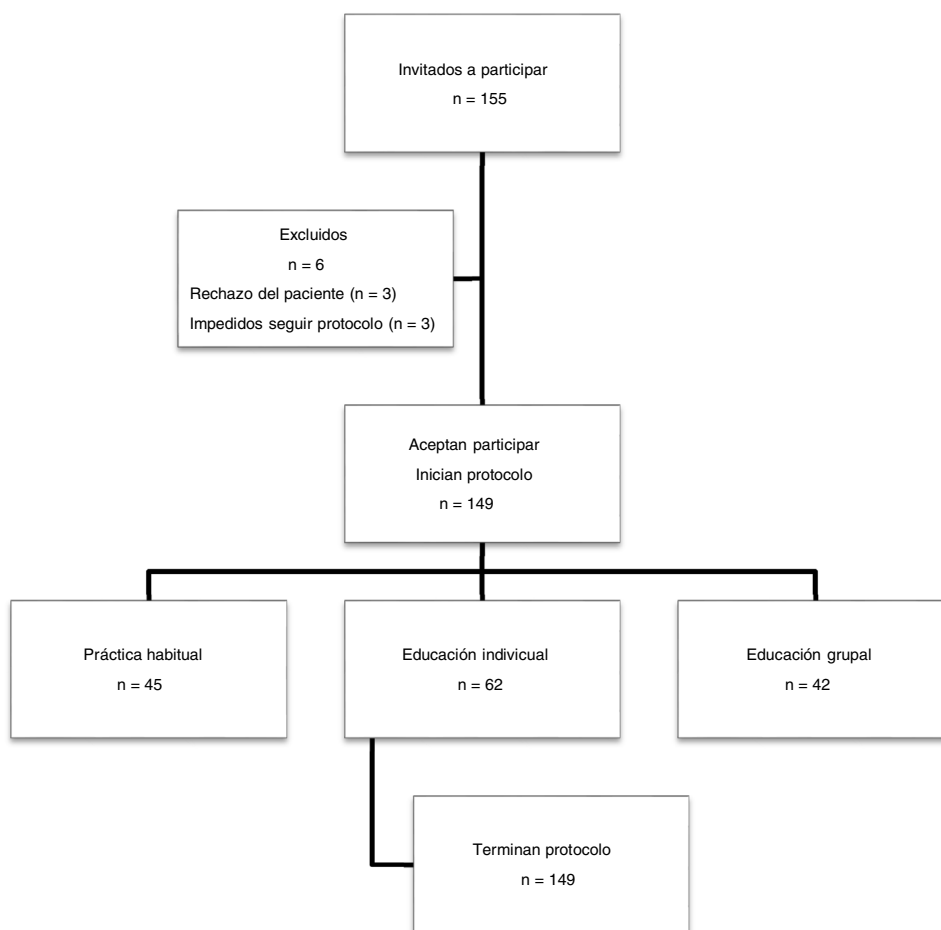 Invitados a participar
n = 155
Excluidos
n = 6
Rechazo del paciente (n = 3)
Impedidos seguir protocolo (n = 3)
Aceptan participar
Inician protocolo
n = 149
Práctica habitual
n = 45
Educación indivicual
n = 62
Educación grupal
n = 42
Terminan protocolo
n = 149